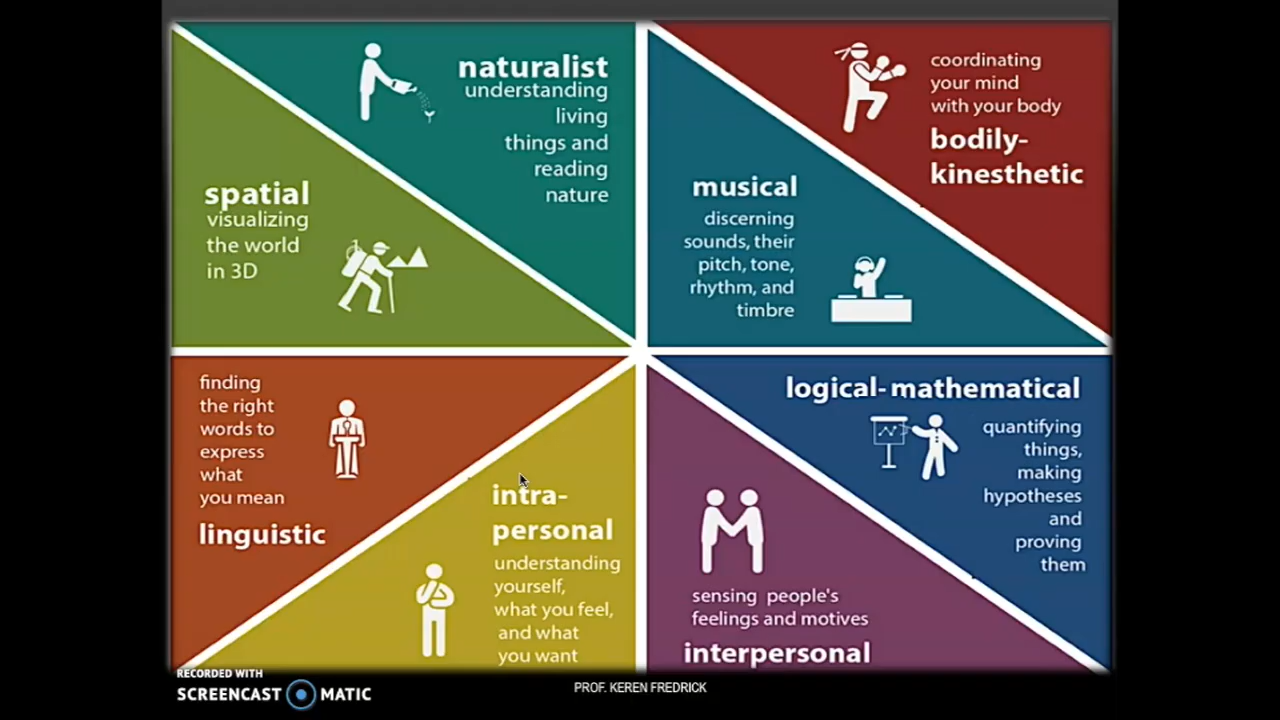 naturalist
understanding
living
things and
reading
nature
spatial
visualizing
the world
in 3D
coordinating
your mind
with your body
bodily-
kinesthetic
musical
discerning
sounds, their
pitch, tone,
rhythm, and
timbre
finding
the right
words to
express
what
you mean
linguistic
intra-
personal
understanding
yourself,
what you feel,
and what
you want
logical-mathematical
quantifying
things,
making
hypotheses
and
proving
them
sensing people's
feelings and motives
interpersonal
RECORDED WITH
SCREENCAST MATIC
PROF. KEREN FREDRICK